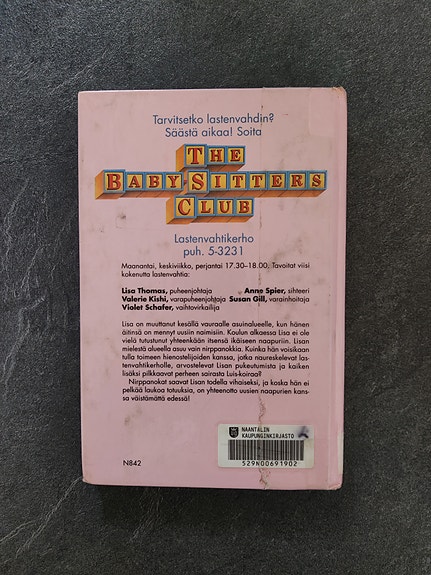 Tarvitsetko lastenvahdin?
Säästä aikaa! Soita
THE
BABY-SITTERS
CLUB
Lastenvahtikerho
puh. 5-3231
Maanantai, keskiviikko, perjantai 17.30–18.00. Tavoitat viisi
kokenutta lastenvahtia:
Lisa Thomas, puheenjohtaja Anne Spier, sihteeri
Valerie Kishi, varapuheenjohtaja Susan Gill, varainhoitaja
Violet Schafer, vaihtovirkailija
Lisa on muuttanut kesällä vauraalle asuinalueelle, kun hänen
äitinsä on mennyt uusiin naimisiin. Koulun alkaessa Lisa ei ole
vielä tutustunut yhteenkään itsensä ikäiseen naapuriin. Lisan
mielestä alueella asuu vain nirppanokkia. Kuinka hän voisikaan
tulla toimeen hienostelijoiden kanssa, jotka naureskelevat las-
tenvahtikerholle, arvostelevat Lisan pukeutumista ja kaiken
lisäksi pilkkaavat perheen sairasta Luis-koiraa?
Nirppanokat saavat Lisan todella vihaiseksi, ja koska hän ei
pelkää laukoa totuuksia, on yhteenotto uusien naapurien kans-
sa väistämättä edessä!
NAANTALIN
KAUPUNGINKIRJASTO
529N00691902
N842